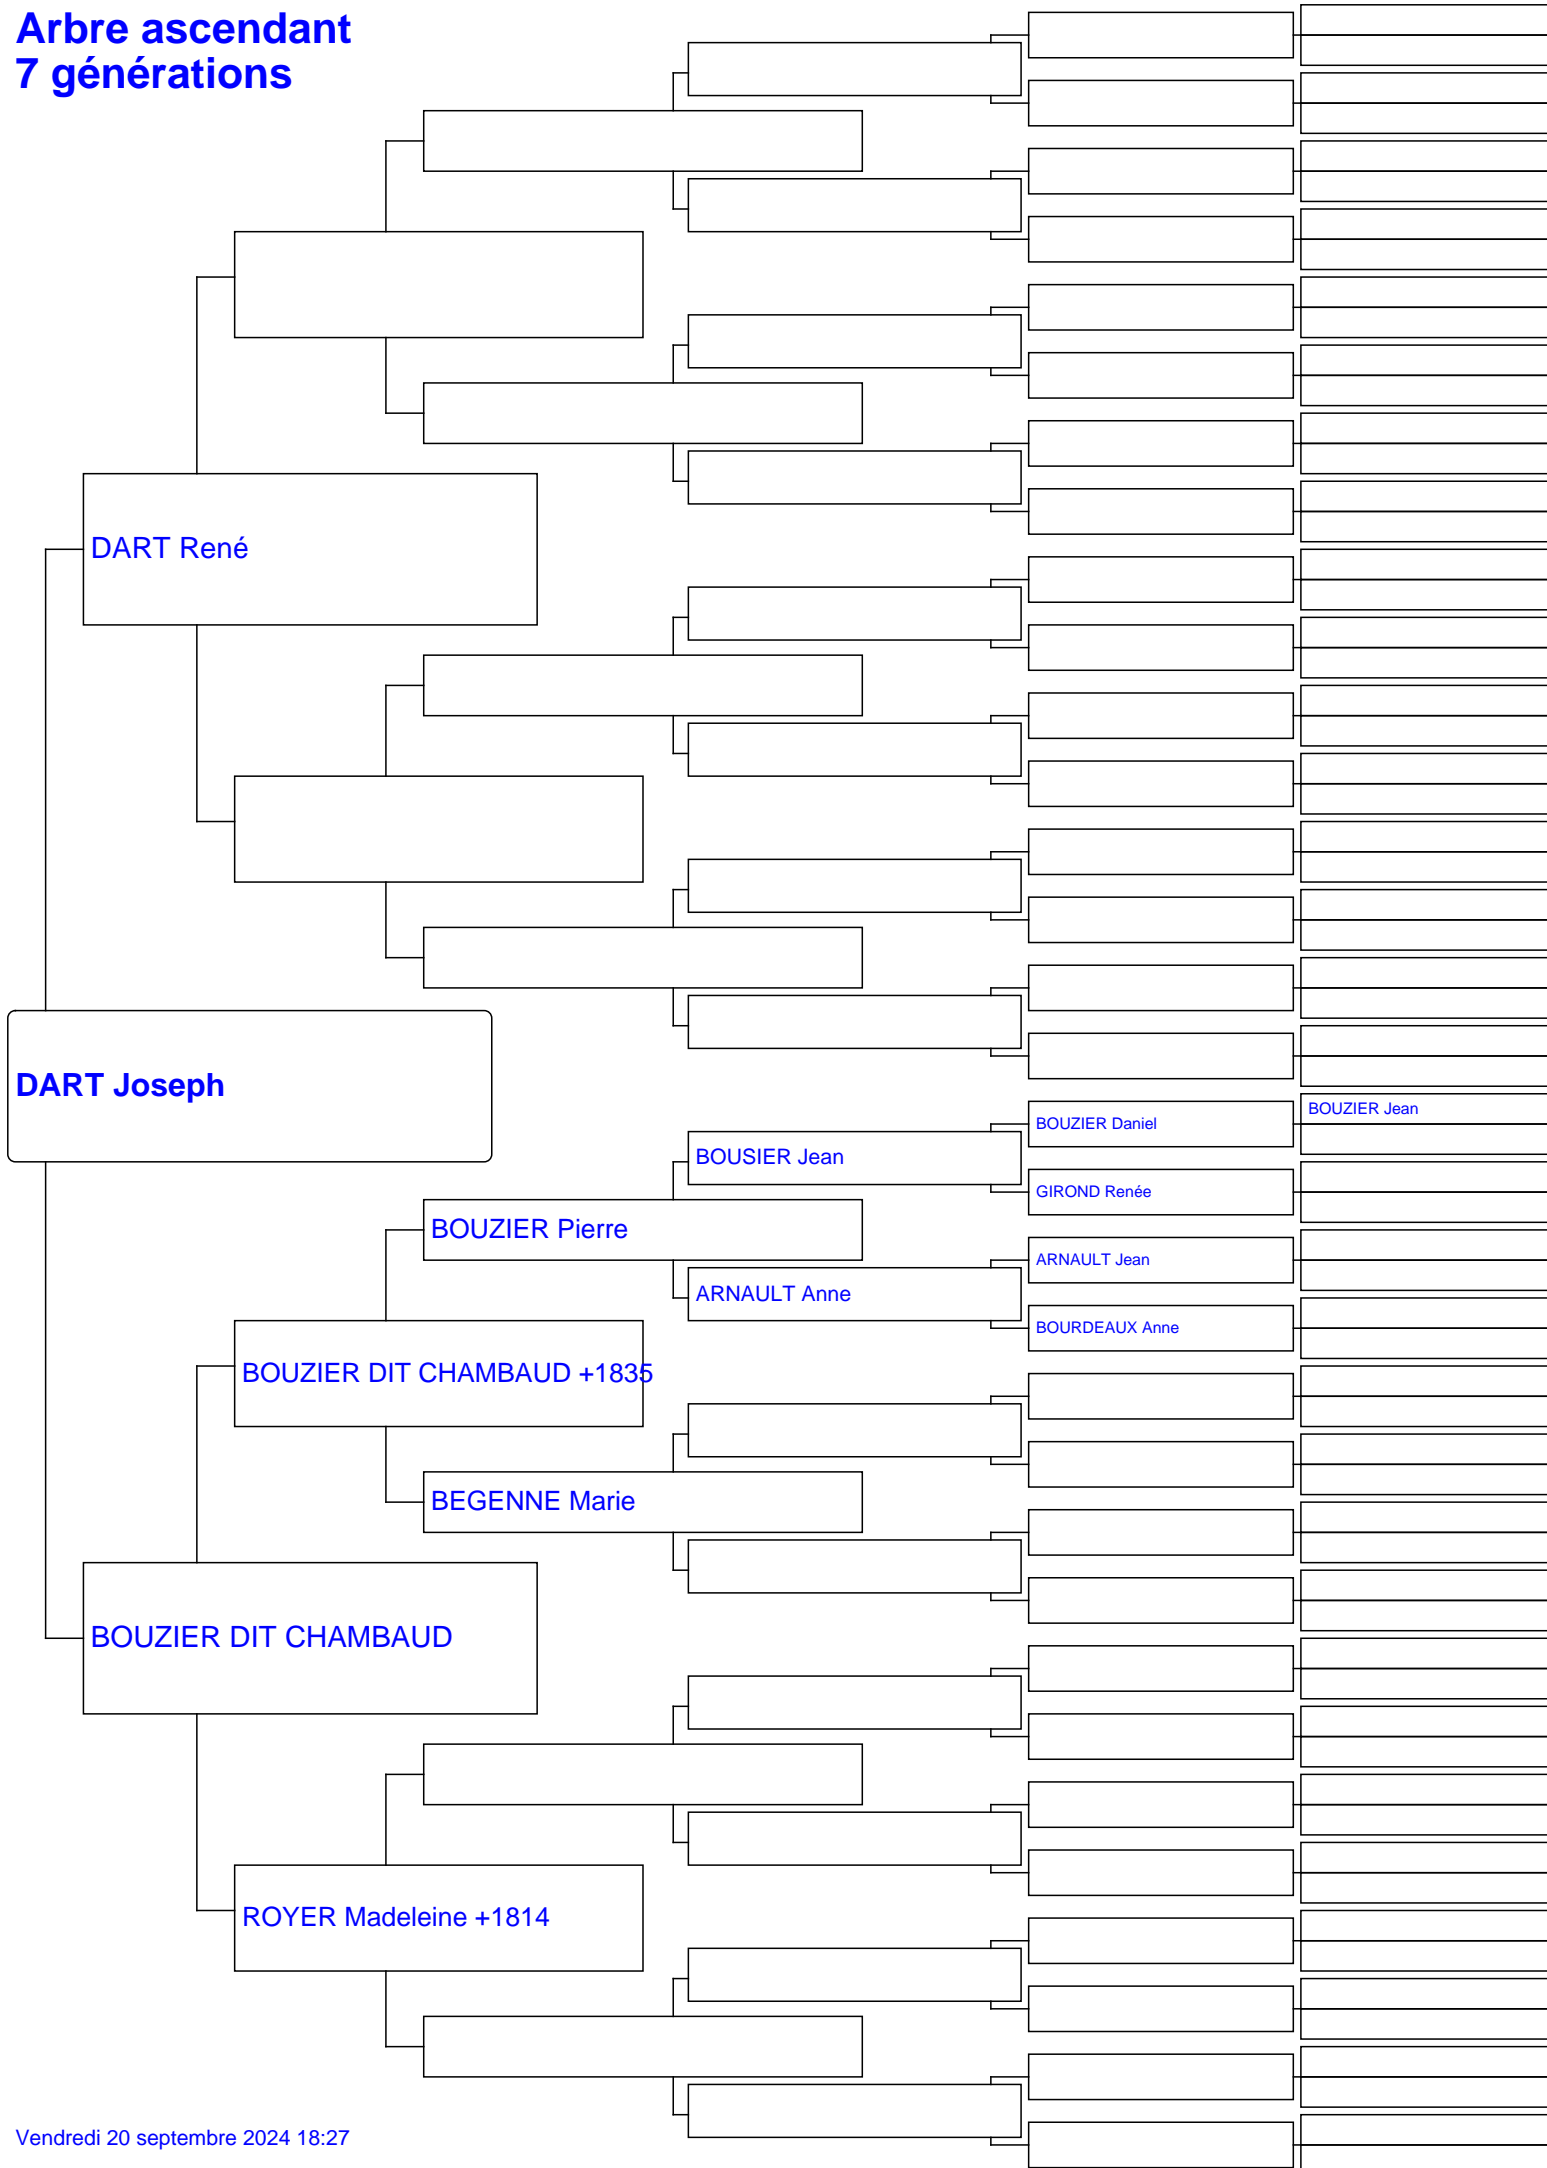 Arbre ascendant
7 générations
DART René
DART Joseph
BOUZIER Jean
BOUZIER Daniel
BOUSIER Jean
GIROND Renée
BOUZIER Pierre
ARNAULT Jean
ARNAULT Anne
BOURDEAUX Anne
BOUZIER DIT CHAMBAUD +1835
BEGENNE Marie
BOUZIER DIT CHAMBAUD
ROYER Madeleine +1814
Vendredi 20 septembre 2024 18:27